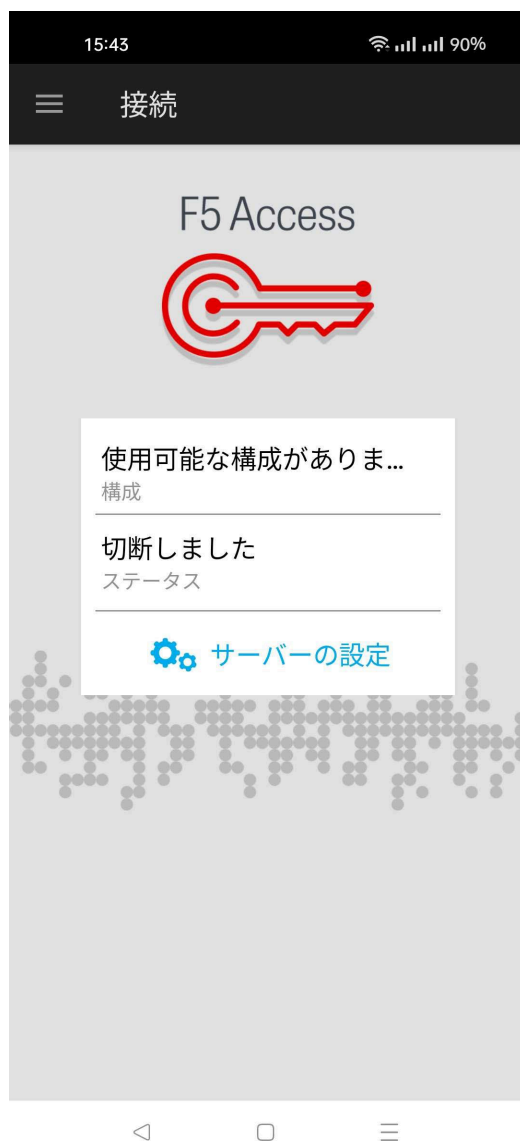 15:43
90%
接続
F5 Access
使用可能な構成がありま...
構成
切断しました
ステータス
サーバーの設定